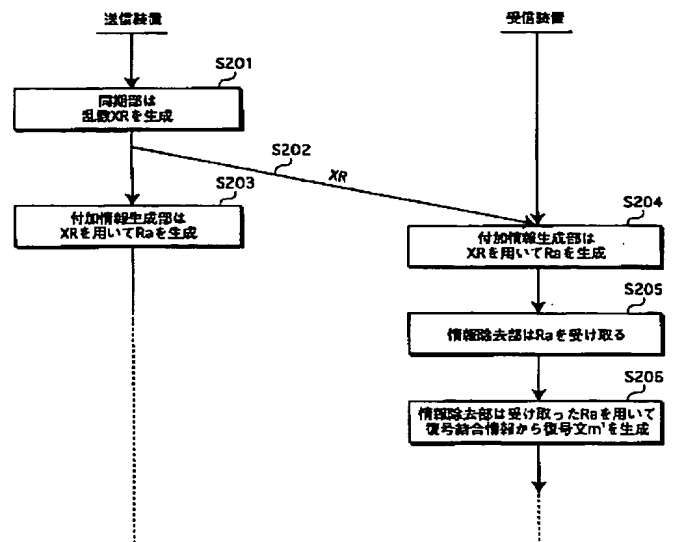 送信装置
受信装置
S201
同期部は
乱数XRを生成
S202
XR
S203
付加情報生成部は
XRを用いてRaを生成
S204
付加情報生成部は
XRを用いてRaを生成
S205
情報除去部はRaを受け取る
S206
情報除去部は受け取ったRaを用いて
復号結合情報から復号文m'を生成